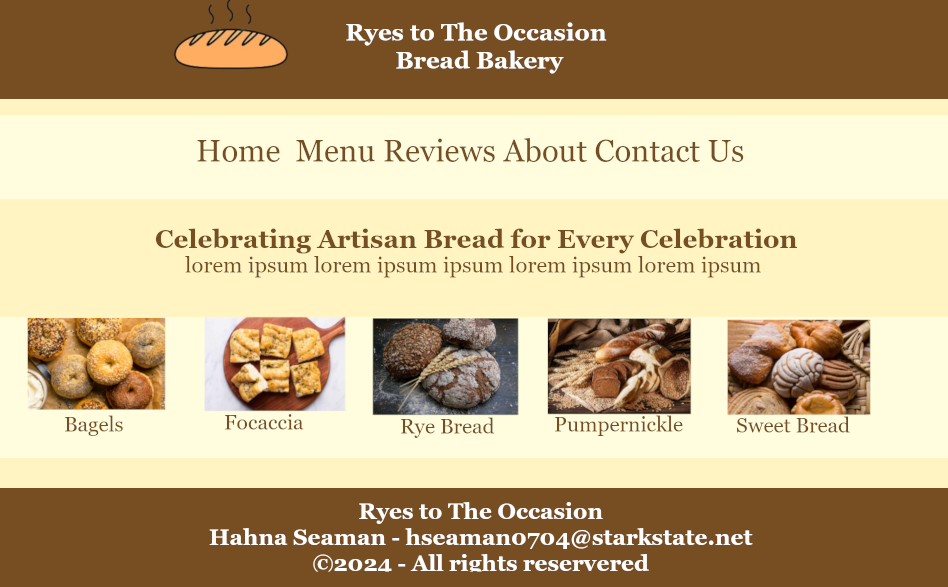 Ryes to The Occasion
Bread Bakery
Home Menu Reviews About Contact Us
Celebrating Artisan Bread for Every Celebration
lorem ipsum lorem ipsum ipsum lorem ipsum lorem ipsum
Bagels
Focaccia
Rye Bread
Pumpernickle
Sweet Bread
Ryes to The Occasion
Hahna Seaman - hseaman0704@starkstate.net
©2024 - All rights reservered